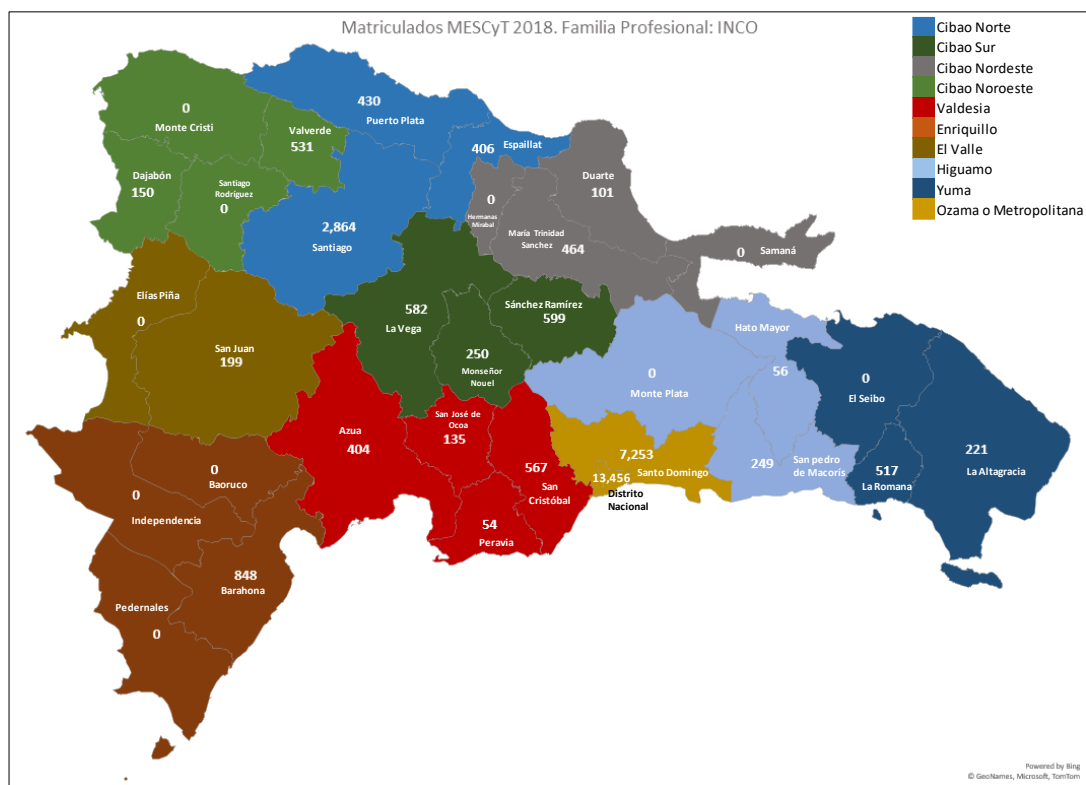 Matriculados MESCyT 2018. Familia Profesional: INCO
Cibao Norte
Cibao Sur
Cibao Nordeste
Cibao Noroeste
Valdesia
Enriquillo
El Valle
Higuamo
Yuma
Ozama o Metropolitana
0
Monte Cristi
Valverde
531
430
Puerto Plata
406
Espaillat
Dajabón
150
Santiago
Rodríguez
0
2,864
Santiago
0
Hermanas
Mirabal
Duarte
101
María Trinidad
Sanchez
464
0
Samaná
Elías Piña
0
San Juan
199
582
La Vega
Sánchez Ramírez
599
250
Monseñor
Nouel
Hato Mayor
56
0
Monte Plata
0
El Seibo
221
La Altagracia
Azua
404
San José de
Ocoa
135
567
San
Cristóbal
54
Peravia
7,253
Santo Domingo
13,456
Distrito
Nacional
249
San pedro
de Macorís
517
La Romana
0
Baoruco
0
Independencia
848
Barahona
Pedernales
0
Powered by Bing
© GeoNames, Microsoft, TomTom